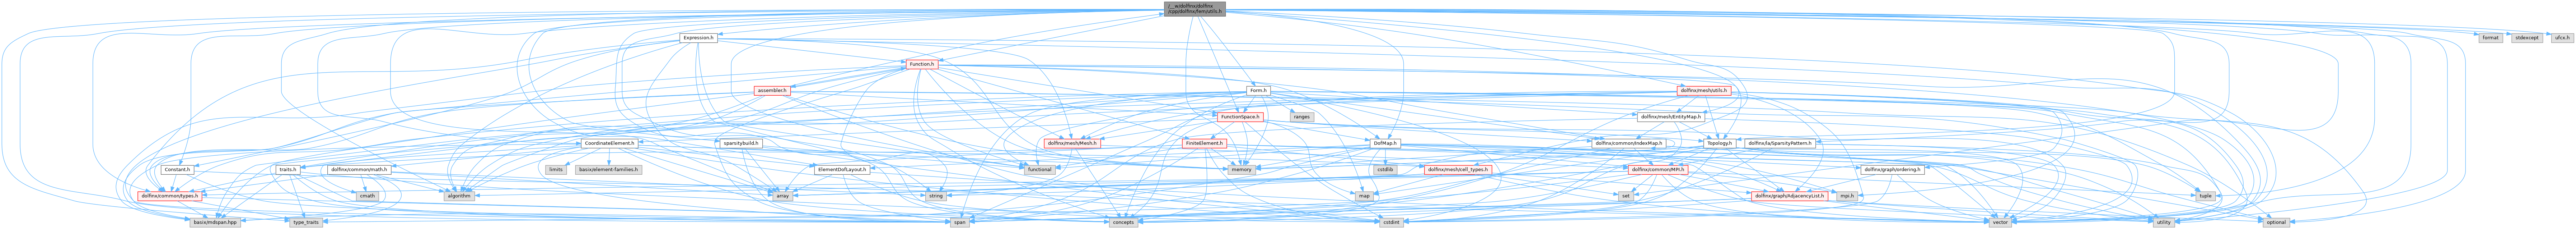 /__w/dolfinx/dolfinx
/cpp/dolfinx/fem/utils.h
Expression.h
format
stdexcept
ufcx.h
Function.h
assembler.h
Form.h
dolfinx/mesh/utils.h
FunctionSpace.h
ranges
dolfinx/mesh/EntityMap.h
CoordinateElement.h
sparsitybuild.h
dolfinx/mesh/Mesh.h
FiniteElement.h
DofMap.h
dolfinx/common/IndexMap.h
Topology.h
dolfinx/la/SparsityPattern.h
Constant.h
traits.h
dolfinx/common/math.h
limits
basix/element-families.h
ElementDofLayout.h
functional
memory
cstdlib
dolfinx/mesh/cell_types.h
dolfinx/common/MPI.h
dolfinx/graph/ordering.h
dolfinx/common/types.h
cmath
algorithm
array
string
map
set
mpi.h
dolfinx/graph/AdjacencyList.h
tuple
basix/mdspan.hpp
type_traits
span
concepts
cstdint
vector
utility
optional